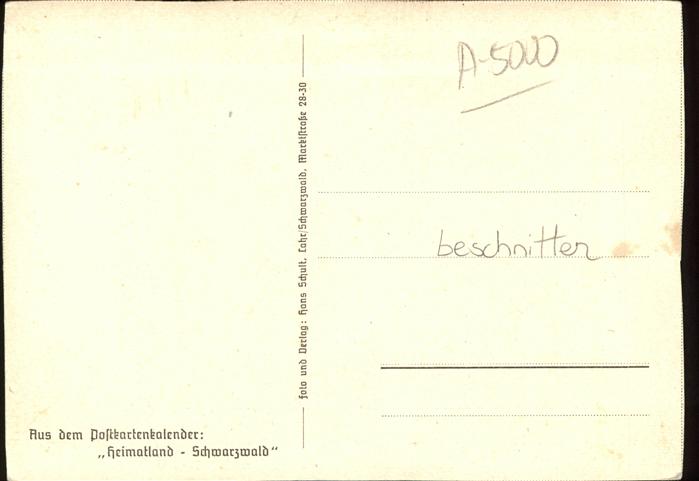 A-5000
Foto und Verlag: Hans Schult, Lahr/Schwarzwald, Marktstraße 28-30
beschnitten
Aus dem Postkartenkalender:
„Heimatland - Schwarzwald“